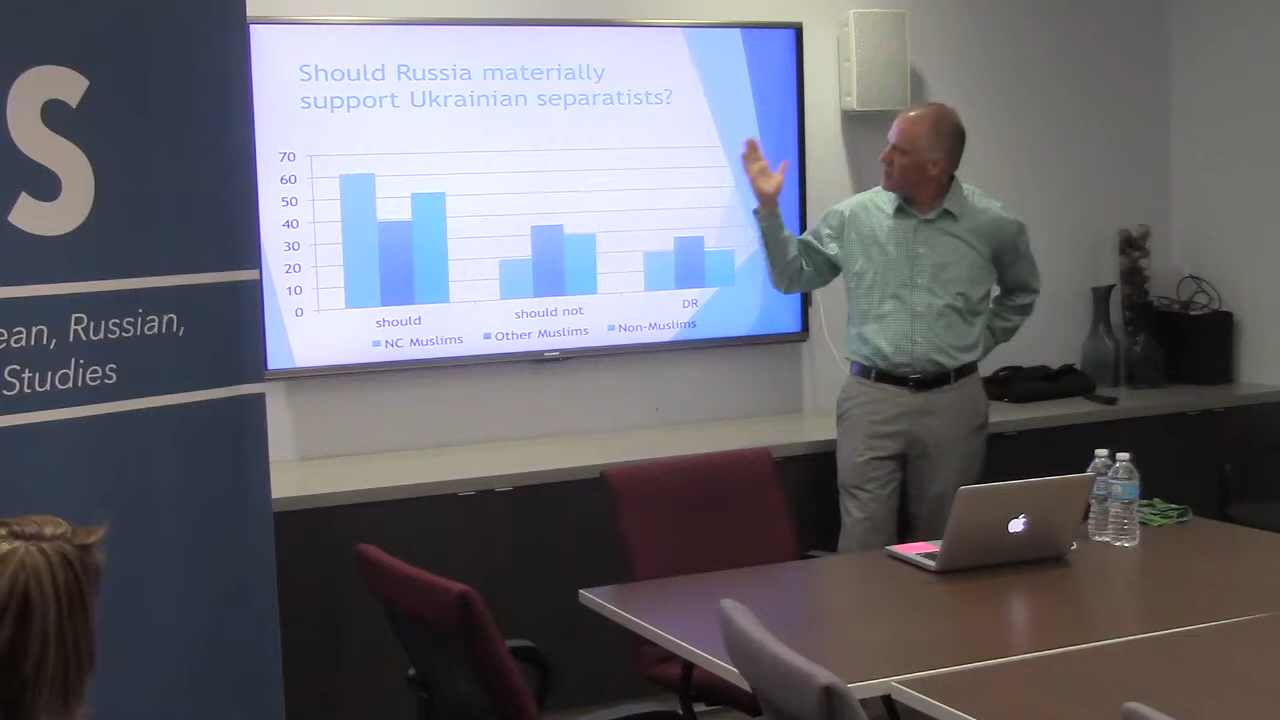 S
ean, Russian,
Studies
Should Russia materially
support Ukrainian separatists?
70
60
50
40
30
20
10
0
should
should not
DR
NC Muslims
Other Muslims
Non-Muslims